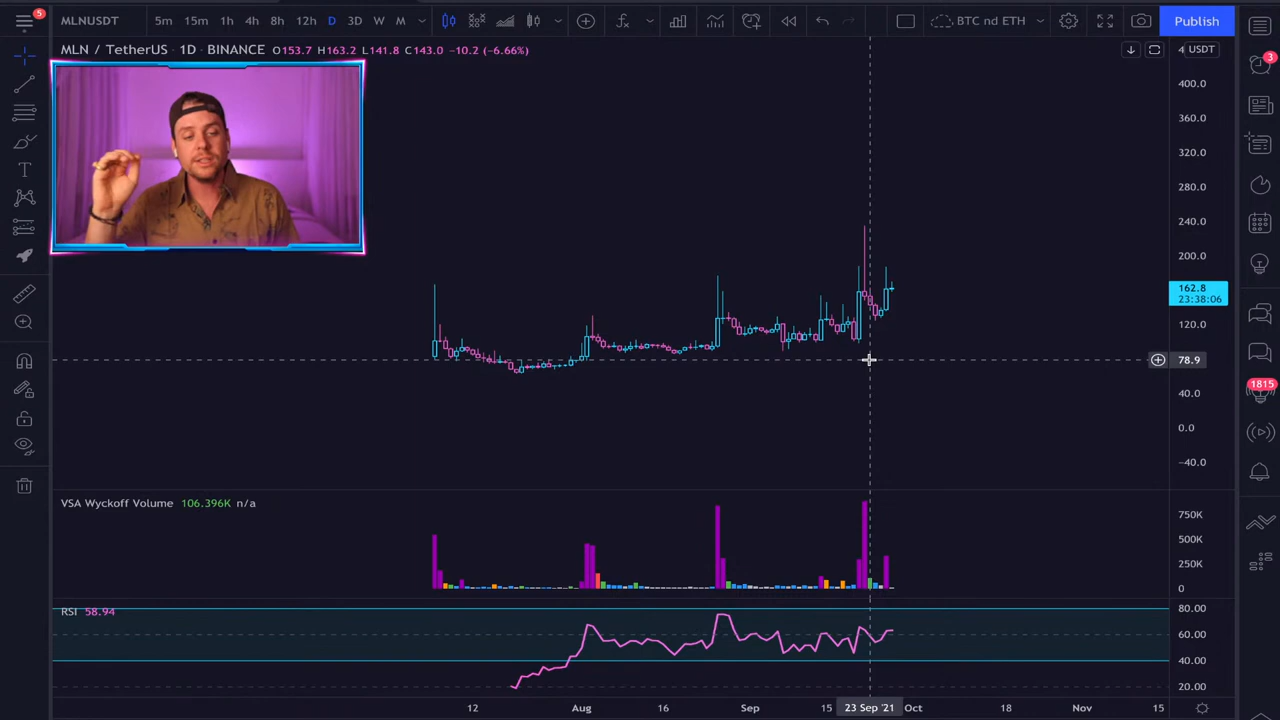 5
MLNUSDT 5m 15m 1h 4h 8h 12h D 3D W M BTC nd ETH Publish
MLN / TetherUS · 1D · BINANCE O153.7 H163.2 L141.8 C143.0 −10.2 (−6.66%)
4 USDT
3
400.0
360.0
320.0
280.0
240.0
200.0
162.8
23:38:06
120.0
78.9
40.0
1815
0.0
−40.0
VSA Wyckoff Volume 106.396K n/a
750K
500K
250K
0
RSI 58.94
80.00
60.00
40.00
20.00
12 Aug 16 Sep 15 23 Sep '21 Oct 18 Nov 15